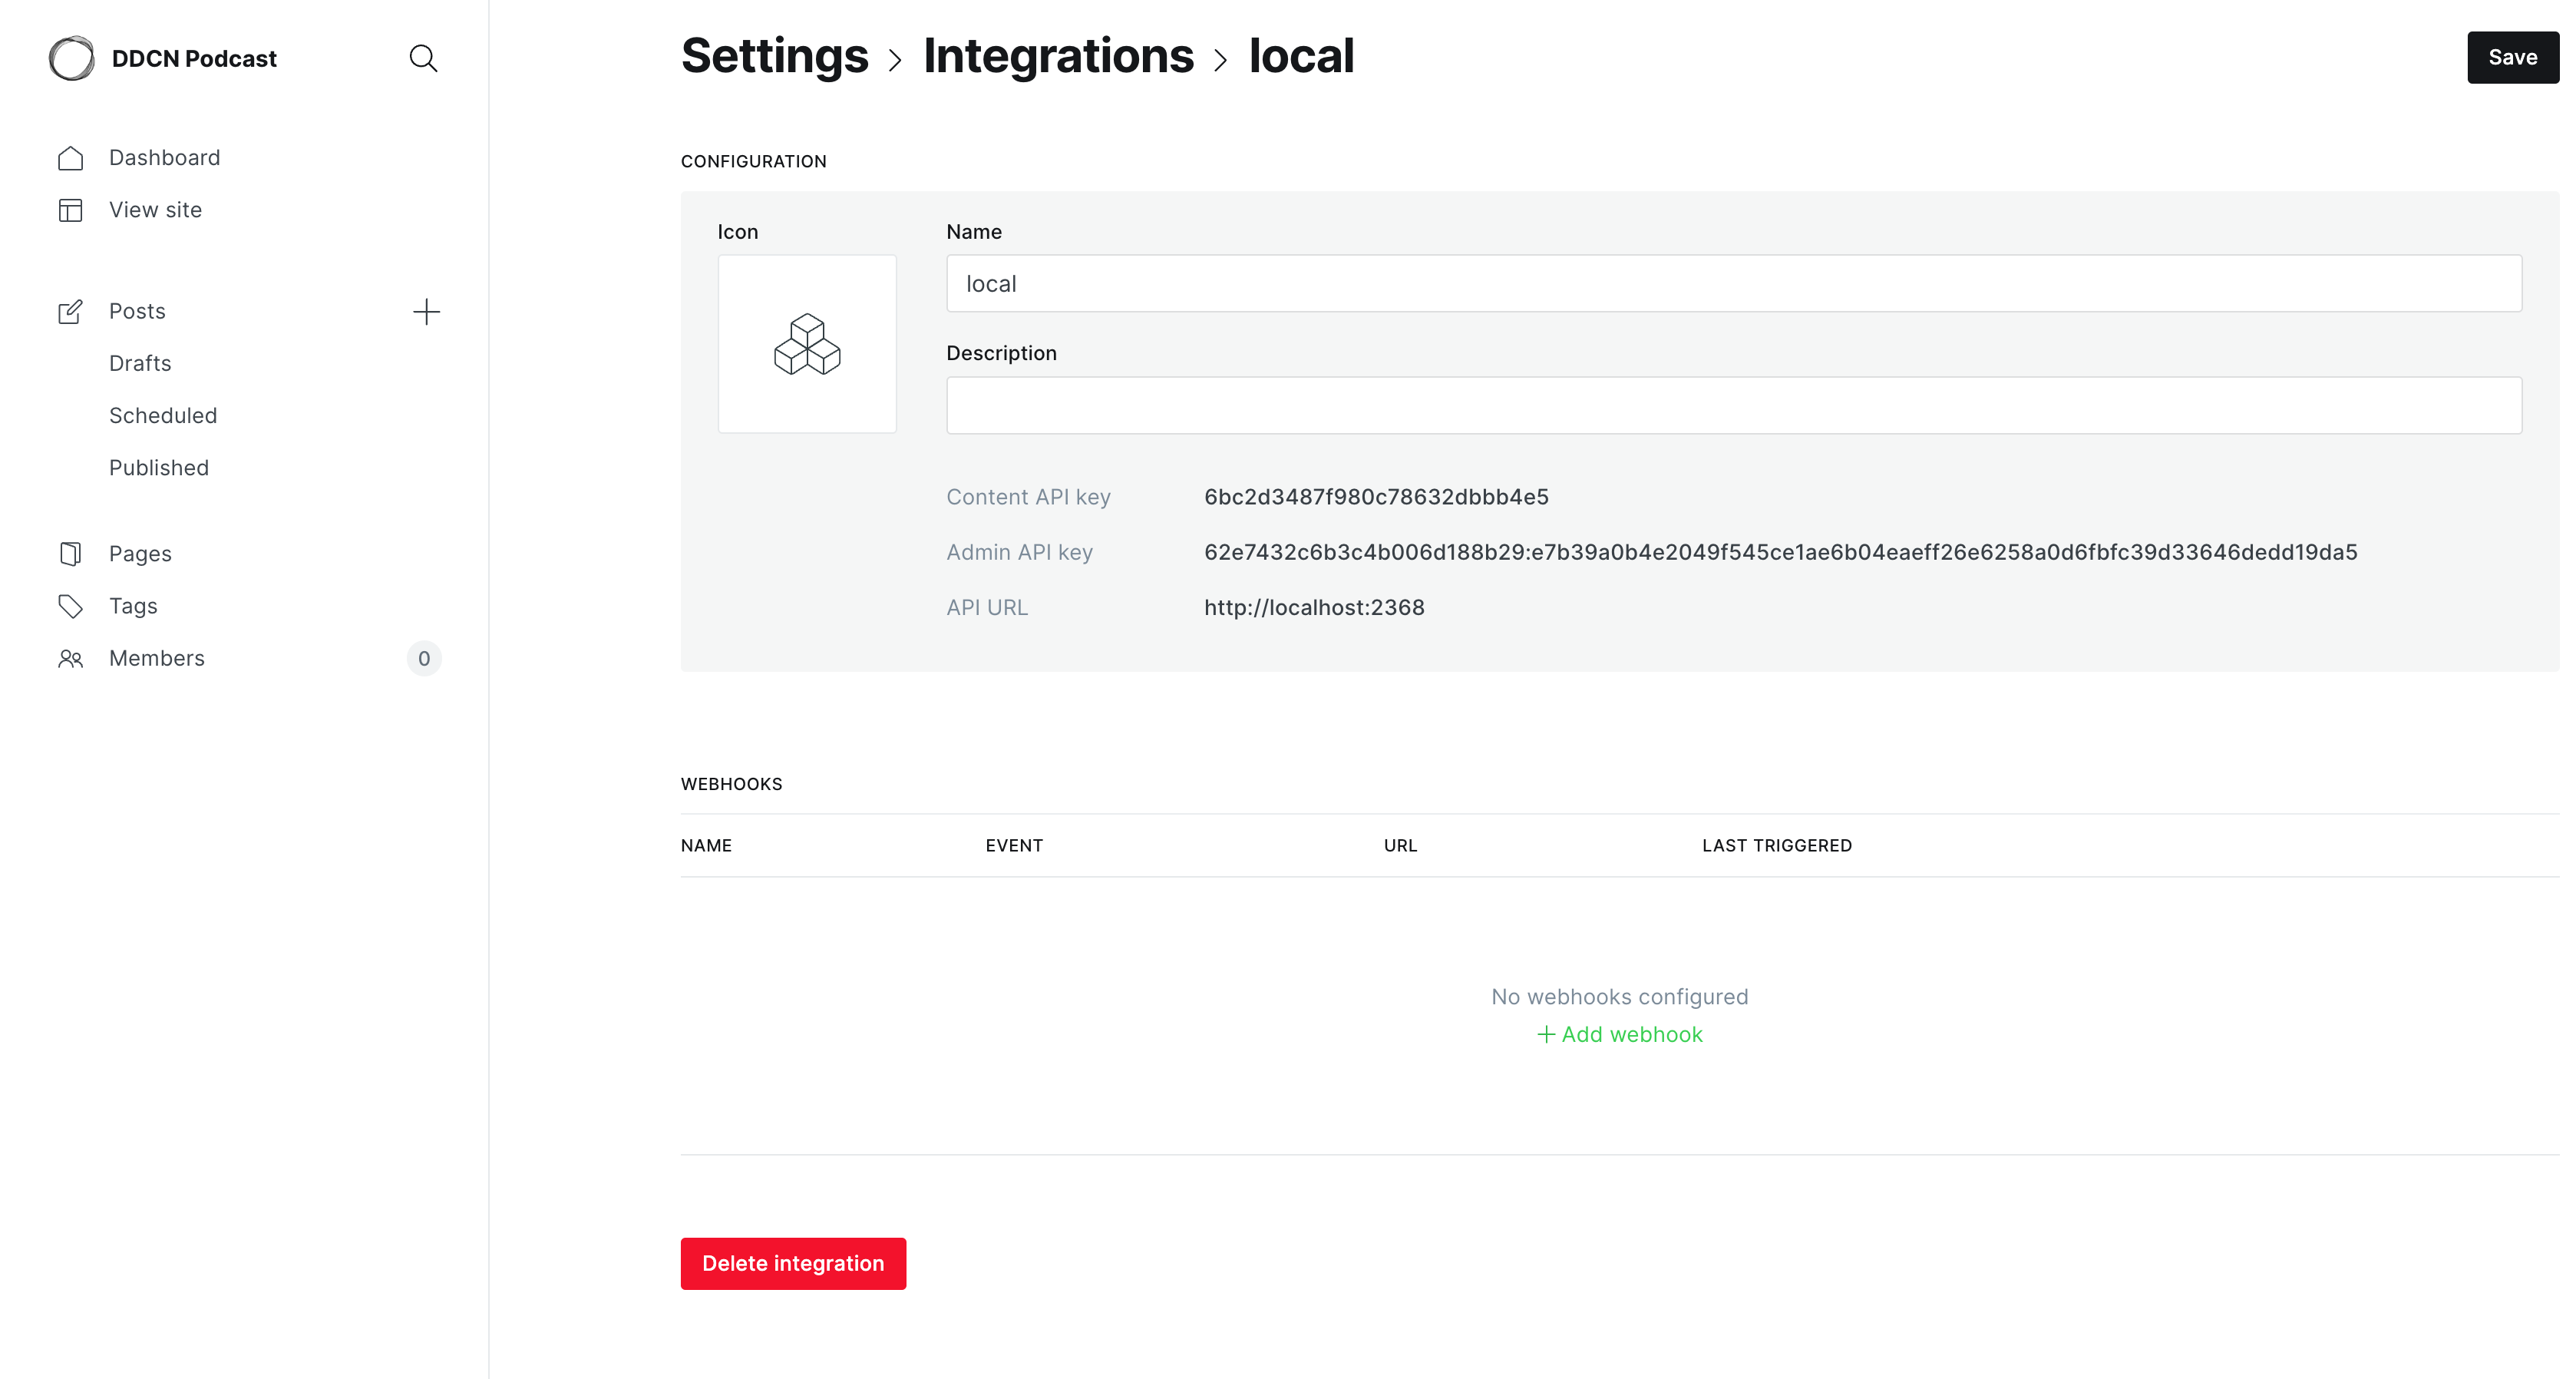 DDCN Podcast
Dashboard
View site
Posts
Drafts
Scheduled
Published
Pages
Tags
Members 0
Settings > Integrations > local
Save
CONFIGURATION
Icon
Name
local
Description
Content API key 6bc2d3487f980c78632dbbb4e5
Admin API key 62e7432c6b3c4b006d188b29:e7b39a0b4e2049f545ce1ae6b04eaeff26e6258a0d6fbfc39d33646dedd19da5
API URL http://localhost:2368
WEBHOOKS
NAME EVENT URL LAST TRIGGERED
No webhooks configured
+ Add webhook
Delete integration